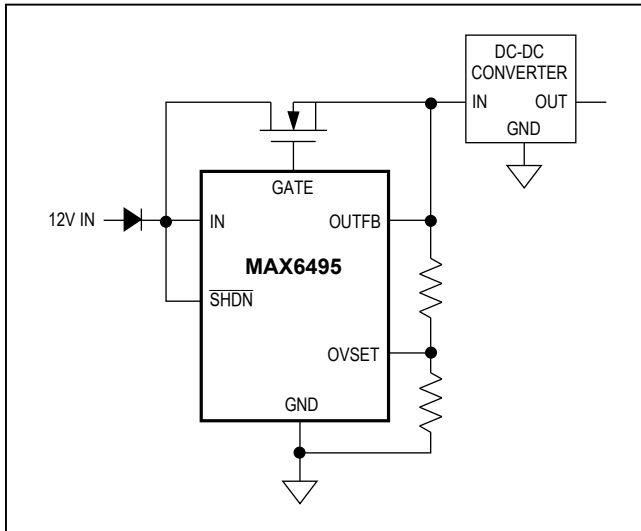 DC-DC
CONVERTER
IN OUT
GND
GATE
12V IN
IN
OUTFB
MAX6495
SHDN
OVSET
GND